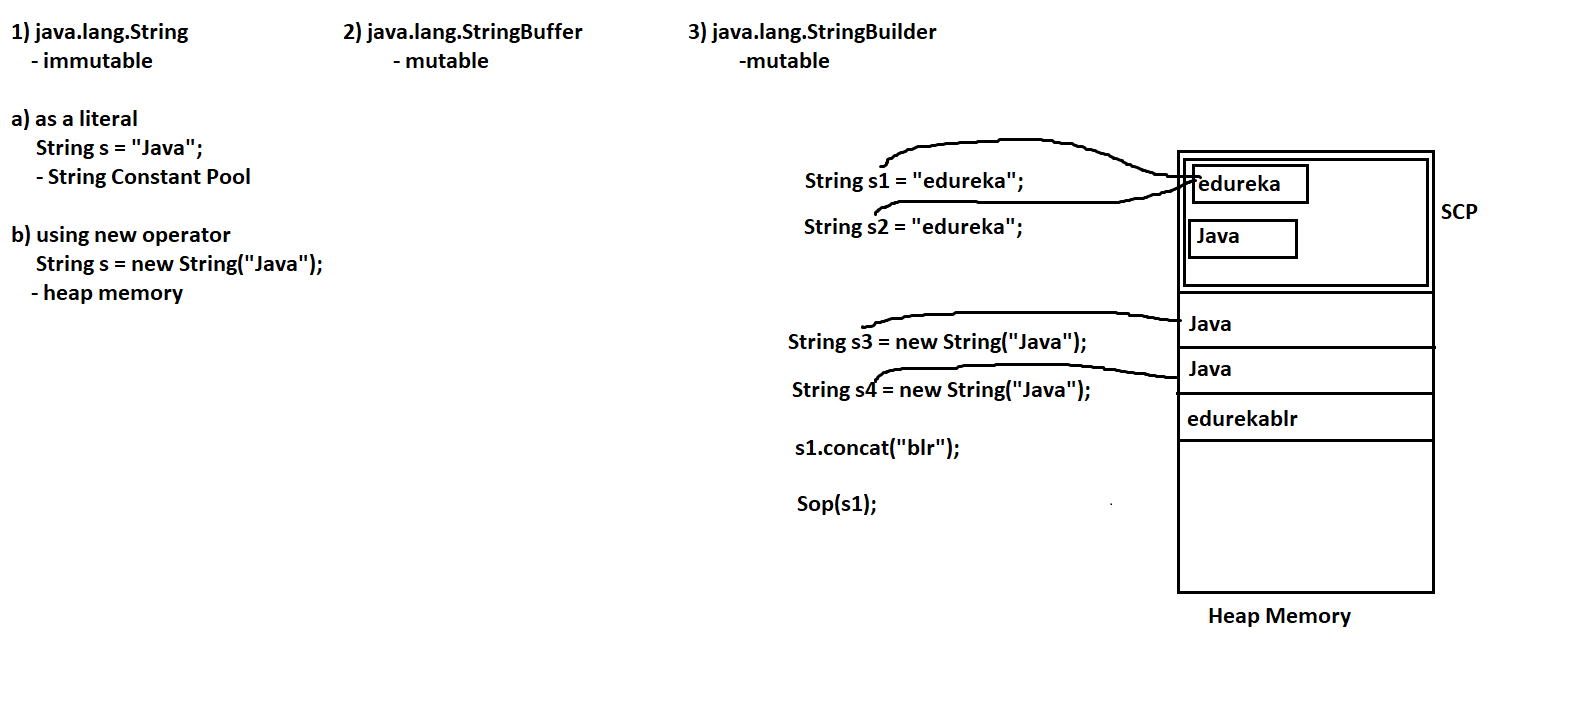 1) java.lang.String
- immutable
2) java.lang.StringBuffer
- mutable
3) java.lang.StringBuilder
-mutable
a) as a literal
String s = "Java";
- String Constant Pool
b) using new operator
String s = new String("Java");
- heap memory
String s1 = "edureka";
String s2 = "edureka";
String s3 = new String("Java");
String s4 = new String("Java");
s1.concat("blr");
Sop(s1);
edureka
Java
SCP
Java
Java
edurekablr
Heap Memory